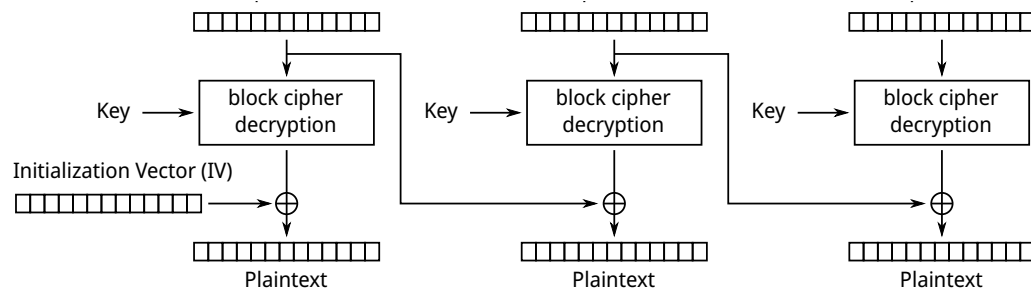 block cipher
decryption
block cipher
decryption
block cipher
decryption
Key
Key
Key
Initialization Vector (IV)
Plaintext
Plaintext
Plaintext